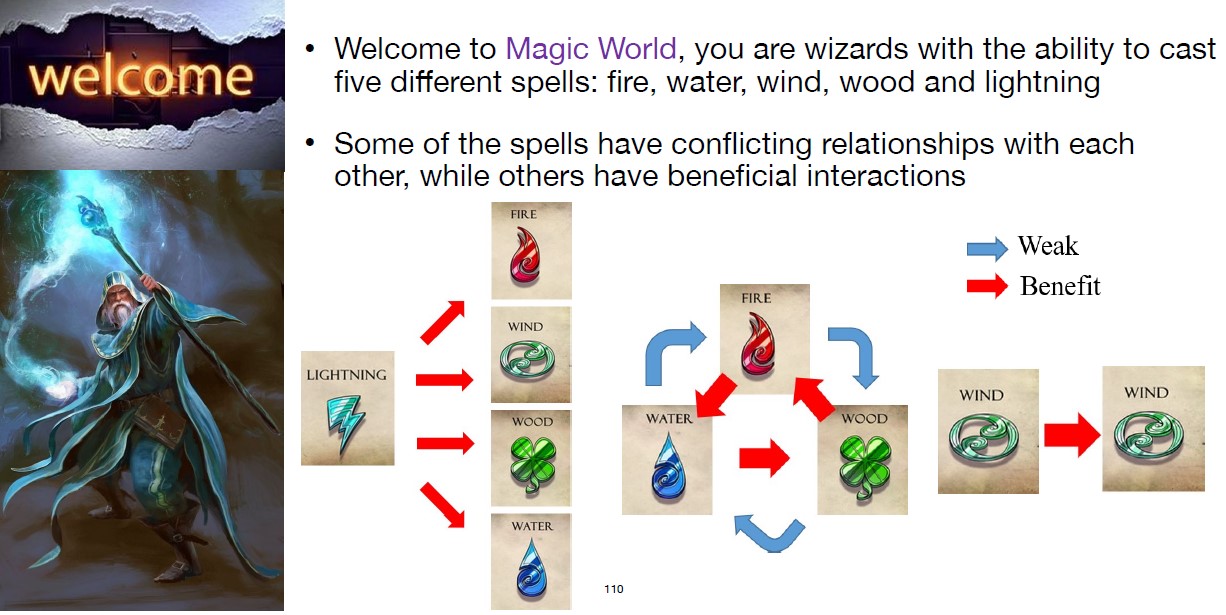 welcome
• Welcome to Magic World, you are wizards with the ability to cast
five different spells: fire, water, wind, wood and lightning
• Some of the spells have conflicting relationships with each
other, while others have beneficial interactions
FIRE
WIND
LIGHTNING
WOOD
WATER
FIRE
WATER
WOOD
Weak
Benefit
WIND
WIND
110